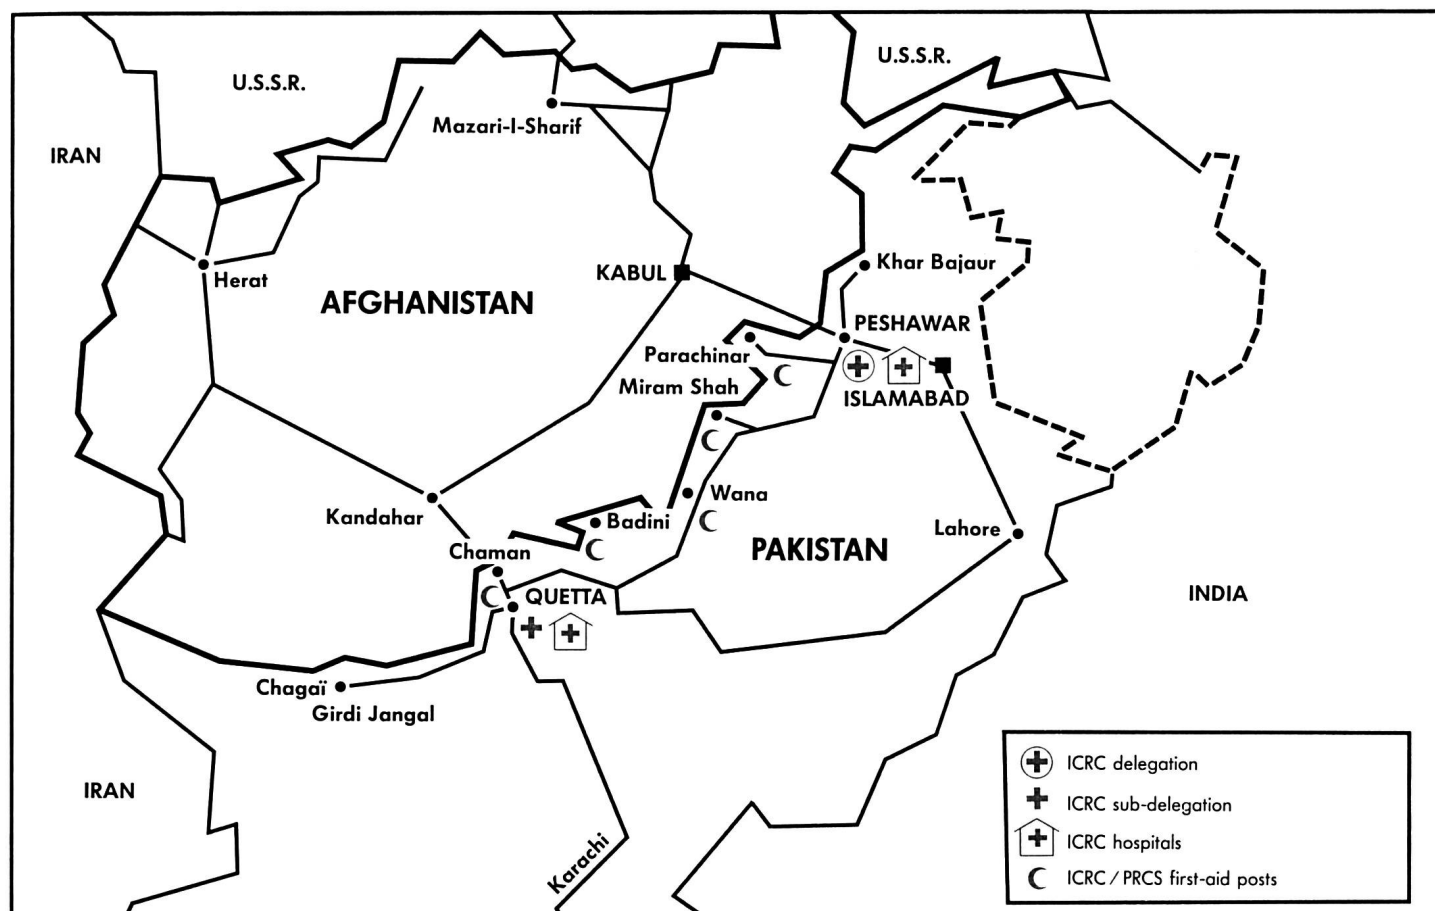 U.S.S.R.
U.S.S.R.
IRAN
Mazari-I-Sharif
Herat
KABUL
Khar Bajaur
AFGHANISTAN
PESHAWAR
Parachinar
Miram Shah
ISLAMABAD
Kandahar
Wana
Badini
Lahore
Chaman
PAKISTAN
QUETTA
INDIA
Chagaï
Girdi Jangal
IRAN
Karachi
ICRC delegation
ICRC sub-delegation
ICRC hospitals
ICRC / PRCS first-aid posts